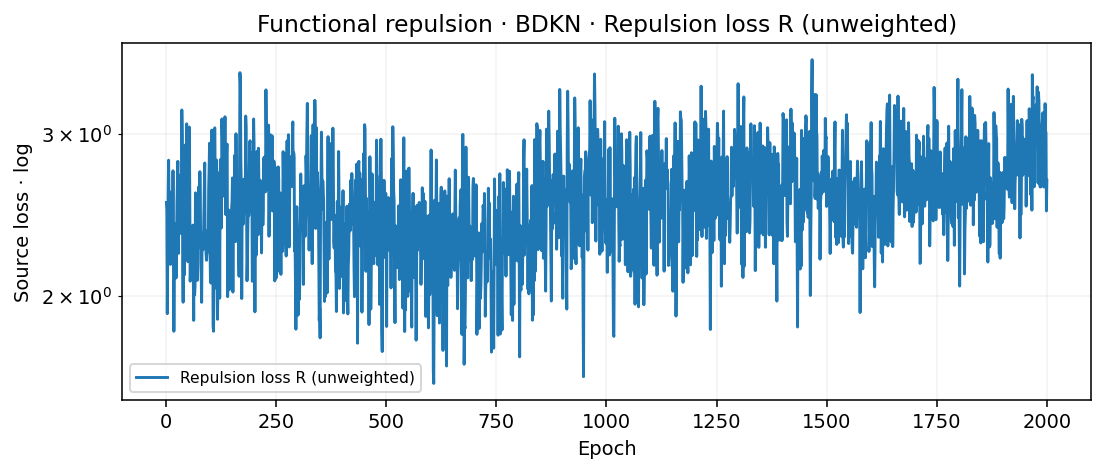 Functional repulsion · BDKN · Repulsion loss R (unweighted)
Source loss · log
3 × 10⁰
2 × 10⁰
Repulsion loss R (unweighted)
0 250 500 750 1000 1250 1500 1750 2000
Epoch